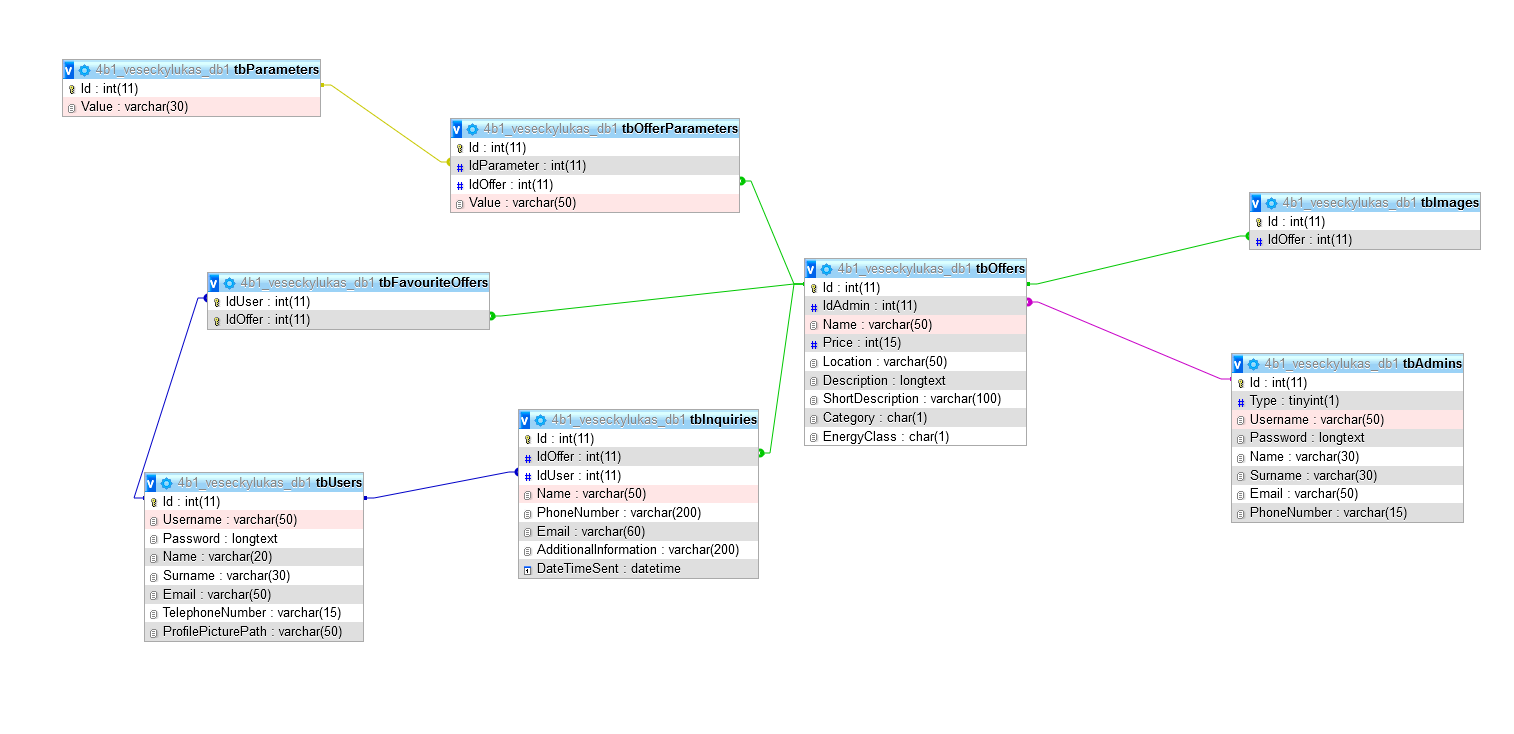 v 4b1_veseckylukas_db1 tbParameters
Id : int(11)
Value : varchar(30)
v 4b1_veseckylukas_db1 tbOfferParameters
Id : int(11)
# IdParameter : int(11)
# IdOffer : int(11)
Value : varchar(50)
v 4b1_veseckylukas_db1 tbImages
Id : int(11)
# IdOffer : int(11)
v 4b1_veseckylukas_db1 tbFavouriteOffers
IdUser : int(11)
IdOffer : int(11)
v 4b1_veseckylukas_db1 tbOffers
Id : int(11)
# IdAdmin : int(11)
Name : varchar(50)
# Price : int(15)
Location : varchar(50)
Description : longtext
ShortDescription : varchar(100)
Category : char(1)
EnergyClass : char(1)
v 4b1_veseckylukas_db1 tbAdmins
Id : int(11)
# Type : tinyint(1)
Username : varchar(50)
Password : longtext
Name : varchar(30)
Surname : varchar(30)
Email : varchar(50)
PhoneNumber : varchar(15)
v 4b1_veseckylukas_db1 tbInquiries
Id : int(11)
# IdOffer : int(11)
# IdUser : int(11)
Name : varchar(50)
PhoneNumber : varchar(200)
Email : varchar(60)
AdditionalInformation : varchar(200)
DateTimeSent : datetime
v 4b1_veseckylukas_db1 tbUsers
Id : int(11)
Username : varchar(50)
Password : longtext
Name : varchar(20)
Surname : varchar(30)
Email : varchar(50)
TelephoneNumber : varchar(15)
ProfilePicturePath : varchar(50)